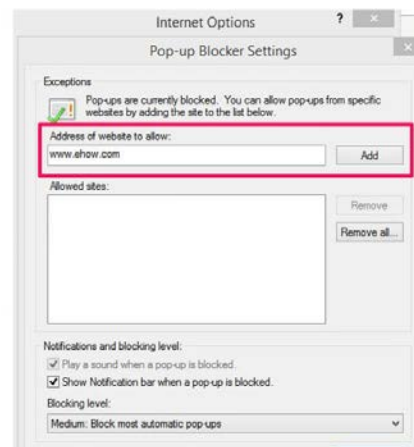 Internet Options
?
Pop-up Blocker Settings
Exceptions
Pop-ups are currently blocked. You can allow pop-ups from specific
websites by adding the site to the list below.
Address of website to allow:
www.ehow.com
Add
Allowed sites:
Remove
Remove all...
Notifications and blocking level:
Play a sound when a pop-up is blocked.
Show Notification bar when a pop-up is blocked.
Blocking level:
Medium: Block most automatic pop-ups